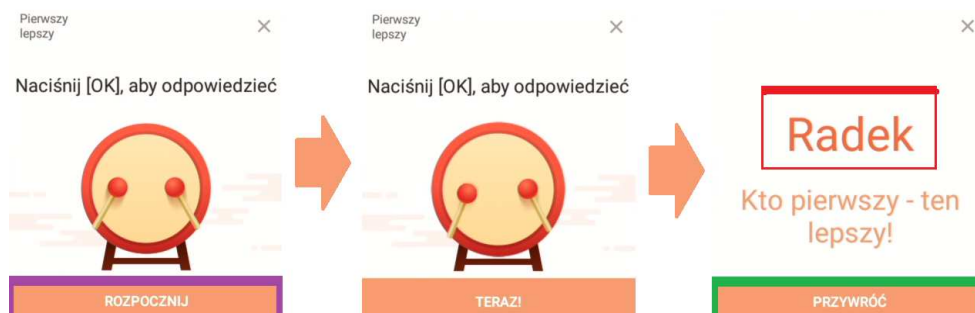 Pierwszy
lepszy
Naciśnij [OK], aby odpowiedzieć
ROZPOCZNIJ
Pierwszy
lepszy
Naciśnij [OK], aby odpowiedzieć
TERAZ!
Radek
Kto pierwszy - ten
lepszy!
PRZYWRÓĆ